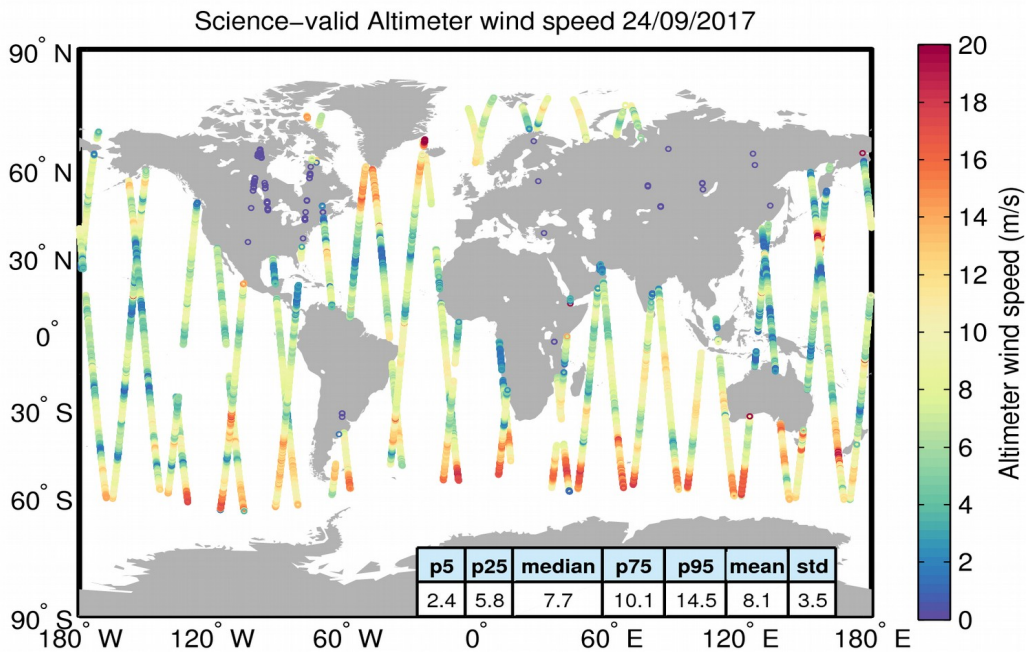 Science−valid Altimeter wind speed 24/09/2017
90° N
60° N
30° N
0°
30° S
60° S
90° S
180° W
120° W
60° W
0°
60° E
120° E
180° E
p5 p25 median p75 p95 mean std
2.4 5.8 7.7 10.1 14.5 8.1 3.5
20
18
16
14
12
10
8
6
4
2
0
Altimeter wind speed (m/s)